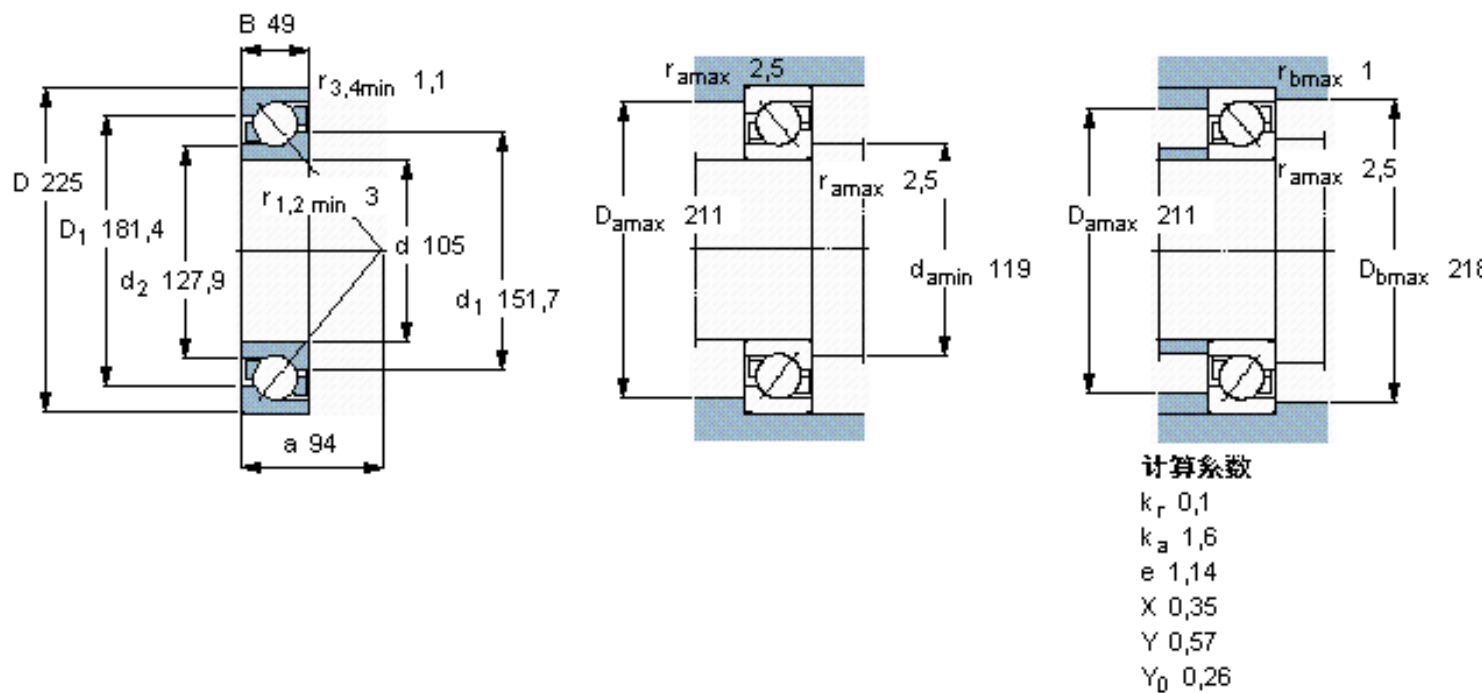 B 49
r3,4min 1,1
D 225
D1 181,4
d2 127,9
r1,2 min 3
d 105
d1 151,7
a 94
ramax 2,5
Damax 211
ramax 2,5
damin 119
rbmax 1
ramax 2,5
Damax 211
Dbmax 218
计算系数
kr 0,1
ka 1,6
e 1,14
X 0,35
Y 0,57
Y0 0,26